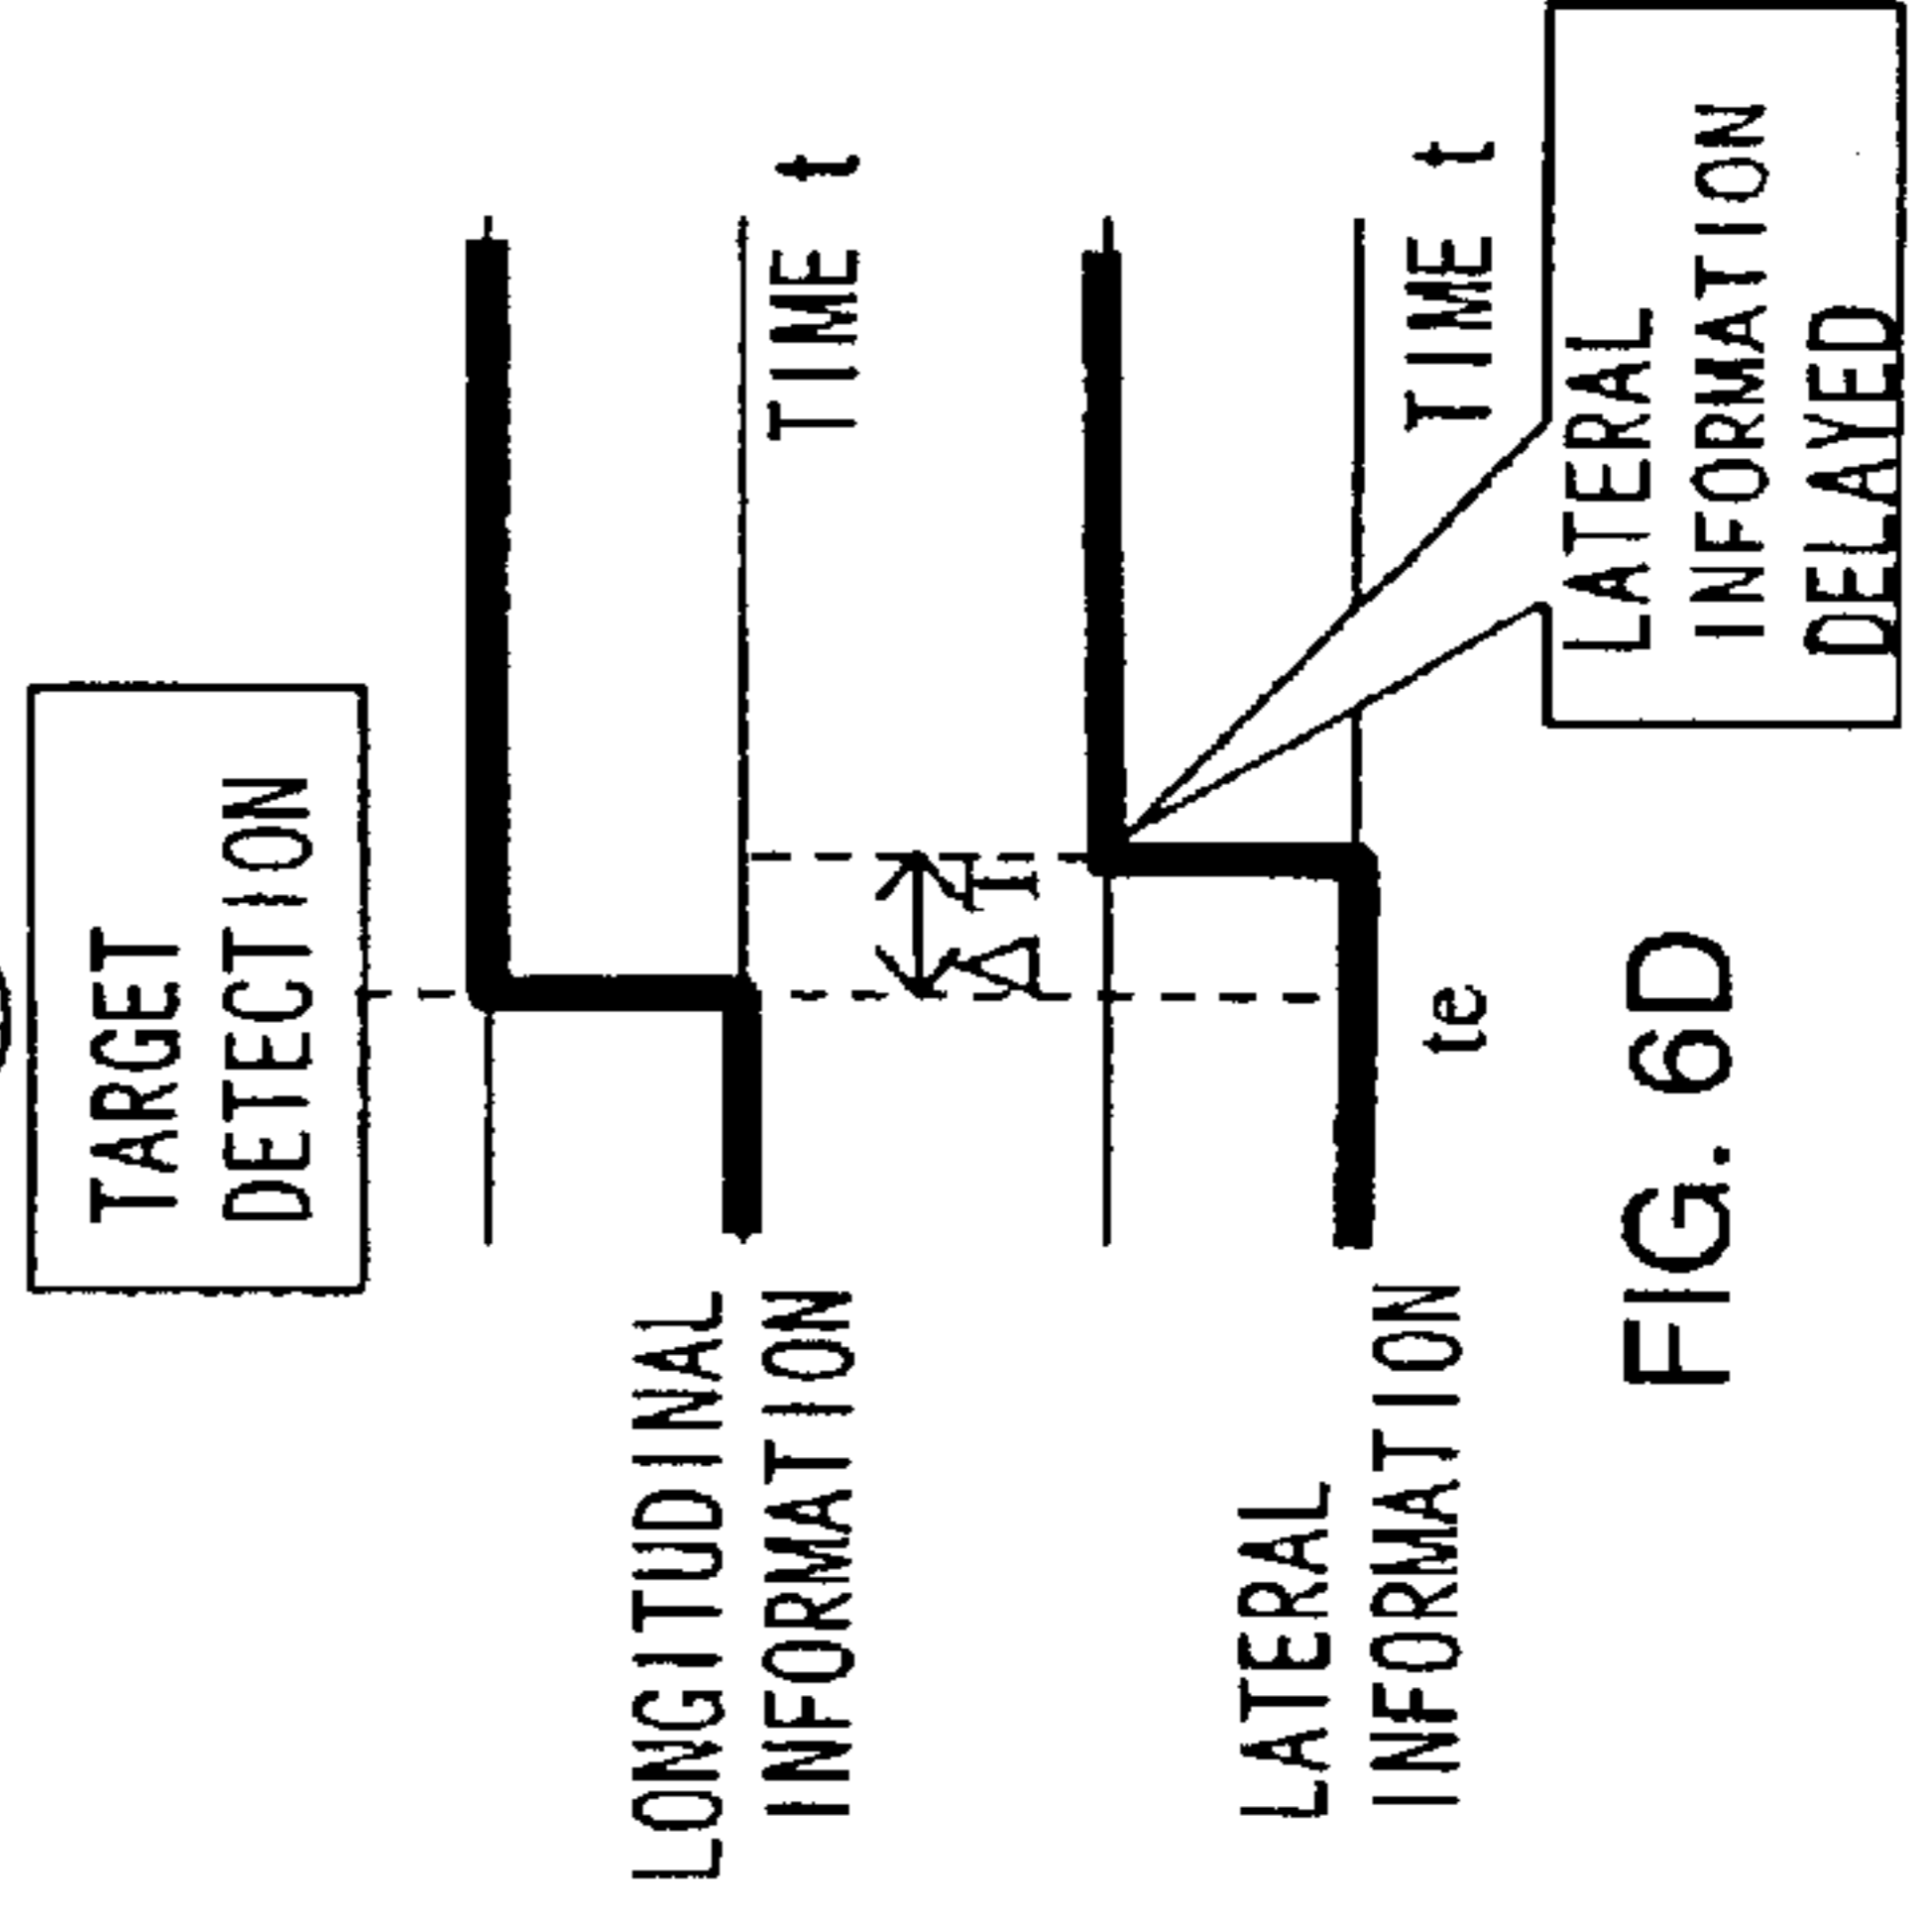 TARGET
DETECTION
LONGITUDINAL
INFORMATION
TIME t
Δt
LATERAL
INFORMATION
te
TIME t
LATERAL
INFORMATION
DELAYED
FIG. 6D